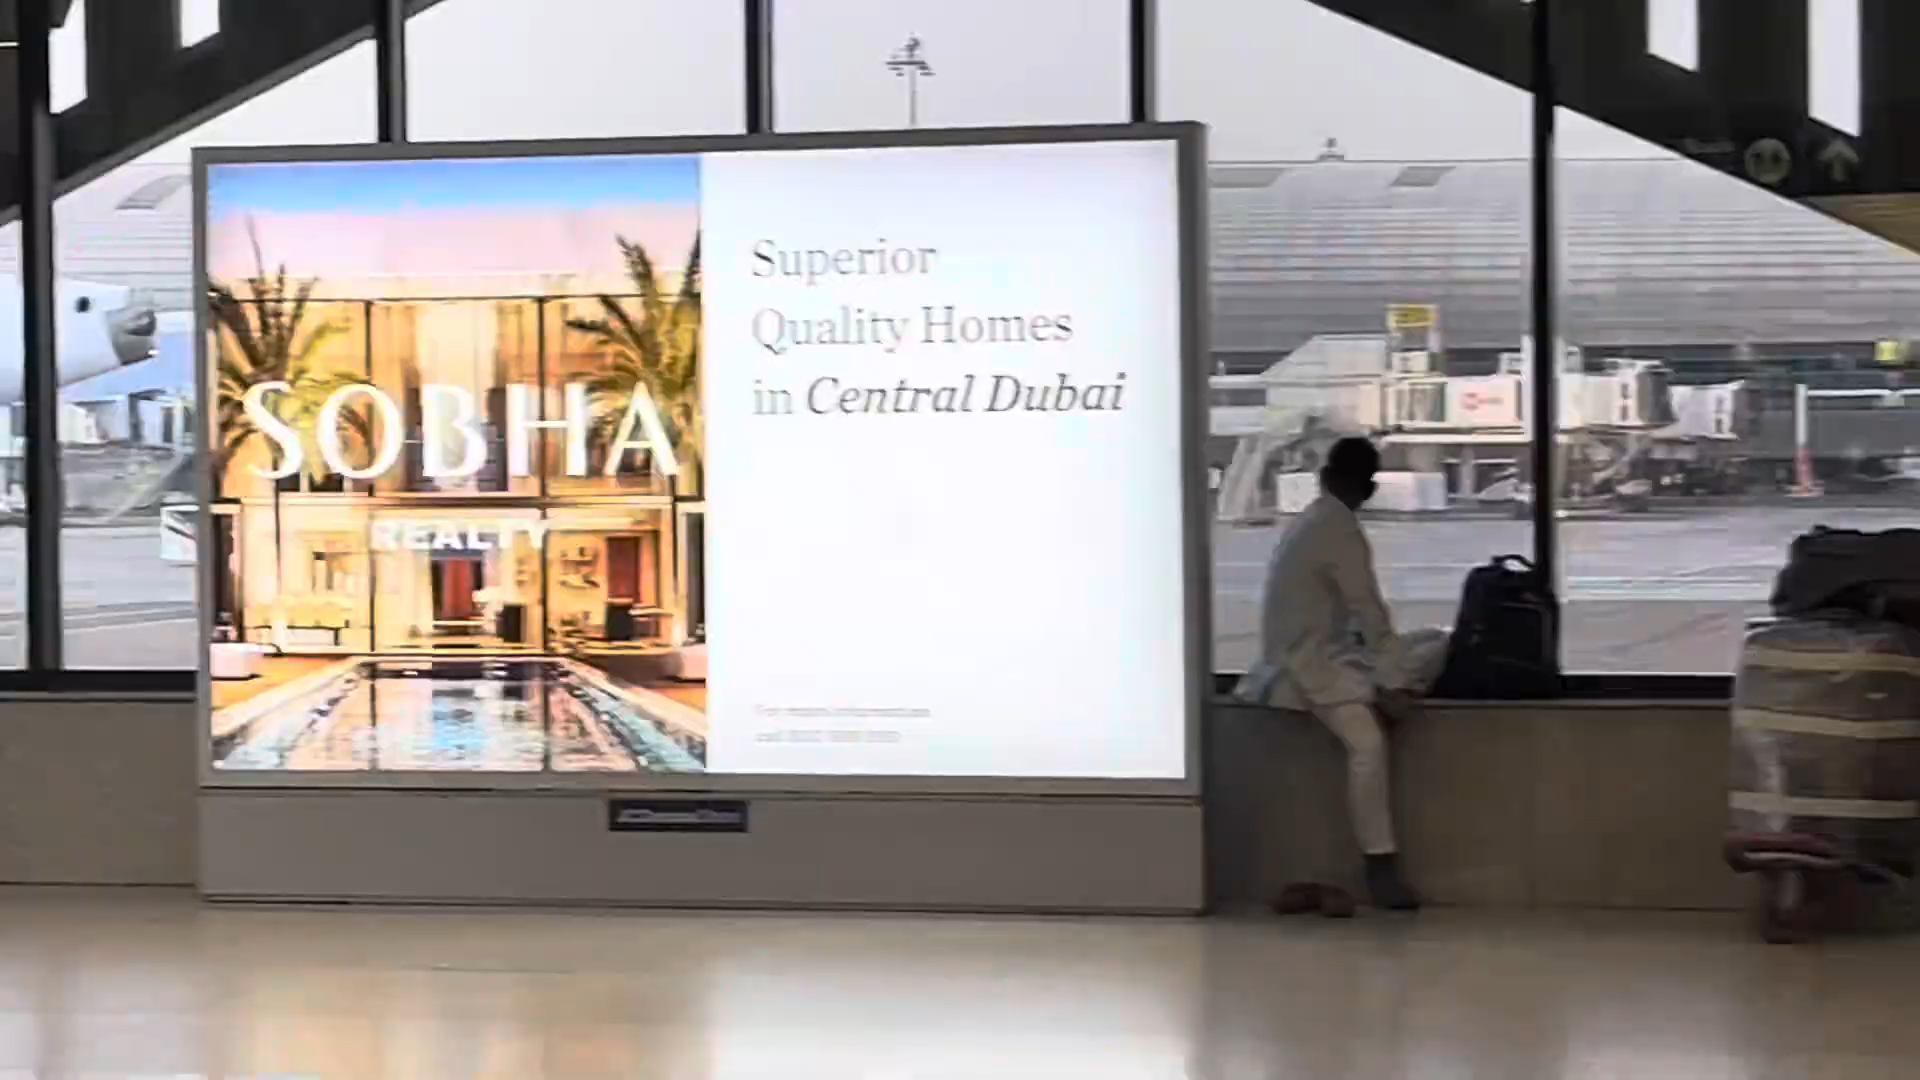 SOBHA
REALTY
Superior
Quality Homes
in Central Dubai